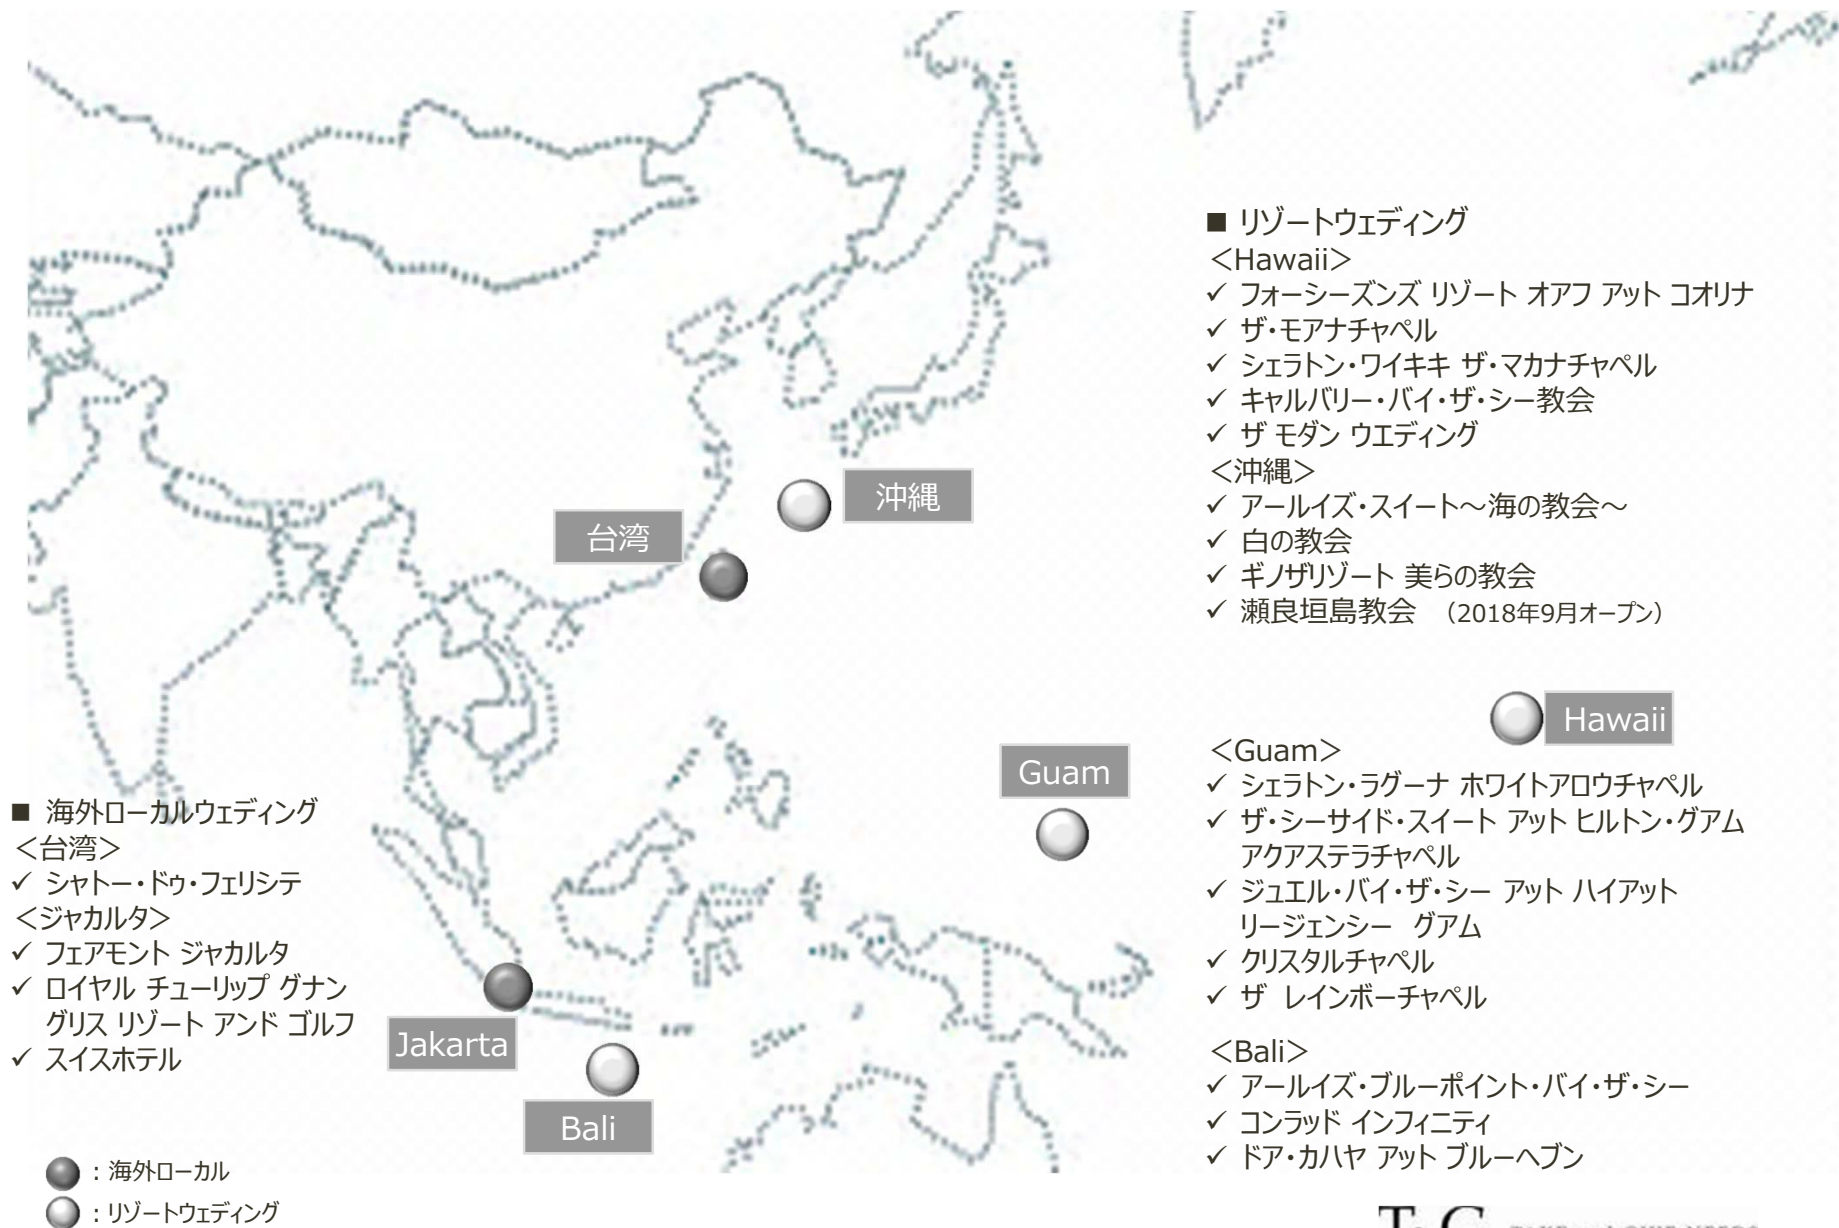 ■ リゾートウェディング
＜Hawaii＞
✓ フォーシーズンズ リゾート オアフ アット コオリナ
✓ ザ・モアナチャペル
✓ シェラトン・ワイキキ ザ・マカナチャペル
✓ キャルバリー・バイ・ザ・シー教会
✓ ザ モダン ウエディング
＜沖縄＞
✓ アールイズ・スイート～海の教会～
✓ 白の教会
✓ ギノザリゾート 美らの教会
✓ 瀬良垣島教会 （2018年9月オープン）
沖縄
台湾
Hawaii
Guam
＜Guam＞
✓ シェラトン・ラグーナ ホワイトアロウチャペル
✓ ザ・シーサイド・スイート アット ヒルトン・グアム
アクアステラチャペル
✓ ジュエル・バイ・ザ・シー アット ハイアット
リージェンシー グアム
✓ クリスタルチャペル
✓ ザ レインボーチャペル
＜Bali＞
✓ アールイズ・ブルーポイント・バイ・ザ・シー
✓ コンラッド インフィニティ
✓ ドア・カハヤ アット ブルーヘブン
■ 海外ローカルウェディング
＜台湾＞
✓ シャトー・ドゥ・フェリシテ
＜ジャカルタ＞
✓ フェアモント ジャカルタ
✓ ロイヤル チューリップ グナン
グリス リゾート アンド ゴルフ
✓ スイスホテル
Jakarta
Bali
：海外ローカル
：リゾートウェディング